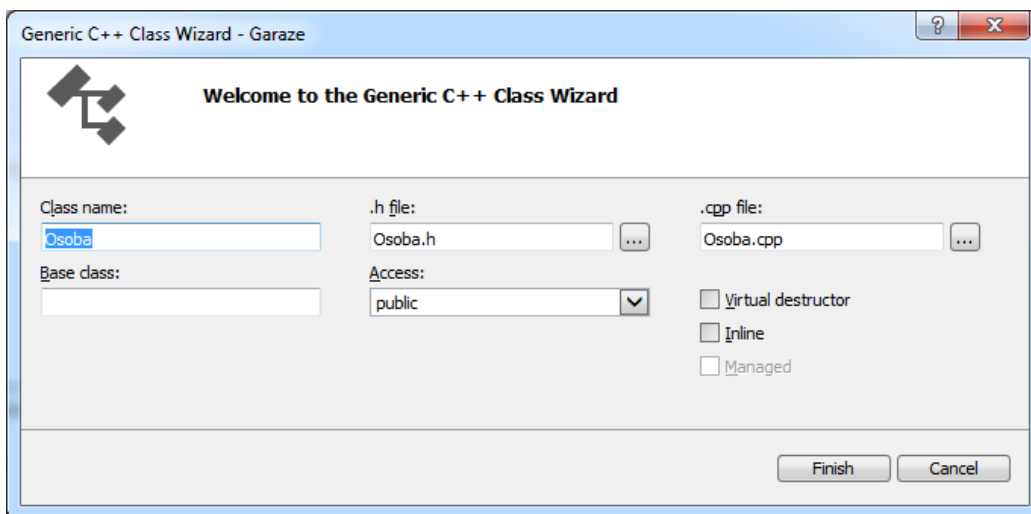 Generic C++ Class Wizard - Garaze
Welcome to the Generic C++ Class Wizard
Class name:
.h file:
.cpp file:
Osoba
Osoba.h
...
Osoba.cpp
...
Base class:
Access:
public
Virtual destructor
Inline
Managed
Finish
Cancel